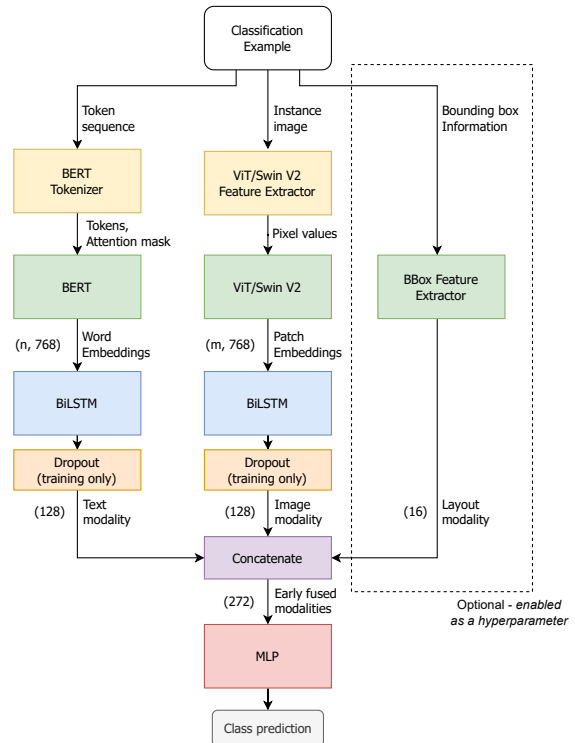 Classification
Example
Token
sequence
Instance
image
Bounding box
Information
BERT
Tokenizer
ViT/Swin V2
Feature Extractor
Tokens,
Attention mask
Pixel values
BERT
ViT/Swin V2
BBox Feature
Extractor
(n, 768)
Word
Embeddings
(m, 768)
Patch
Embeddings
BiLSTM
BiLSTM
Dropout
(training only)
Dropout
(training only)
(128)
Text
modality
(128)
Image
modality
(16)
Layout
modality
Concatenate
(272)
Early fused
modalities
Optional - enabled
as a hyperparameter
MLP
Class prediction